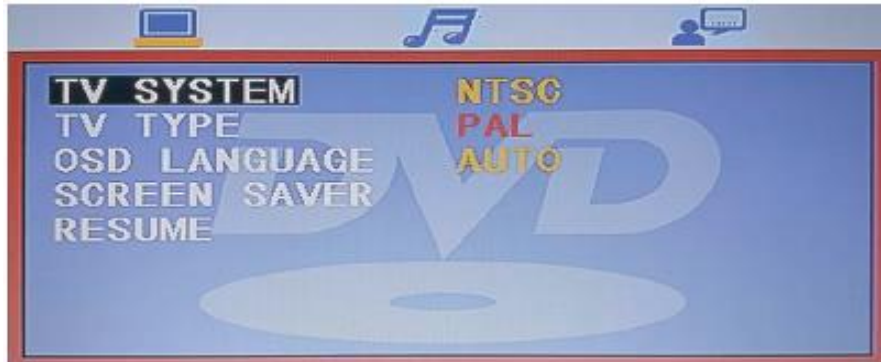 TV SYSTEM NTSC
TV TYPE PAL
OSD LANGUAGE AUTO
SCREEN SAVER
RESUME
DVD